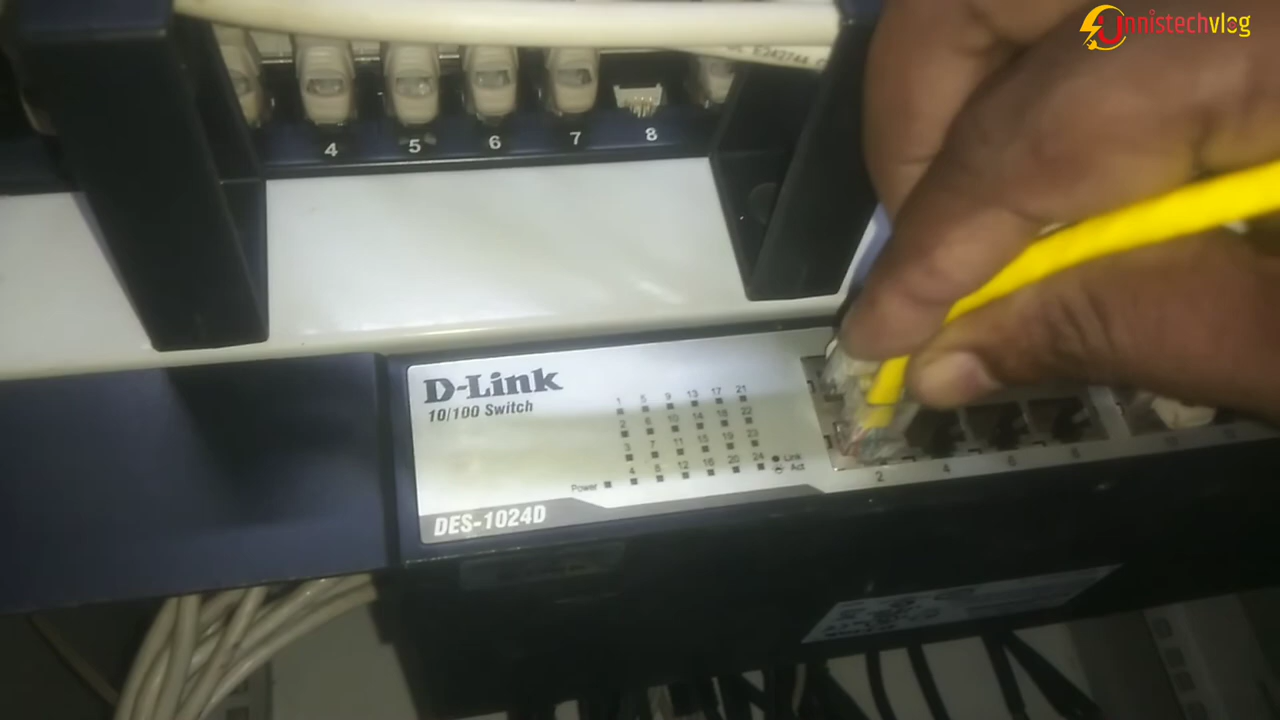 Unnistechvlog
4 5 6 7 8
D-Link
10/100 Switch
1 5 9 13 17 21
2 6 10 14 18 22
3 7 11 15 19 23
4 8 12 16 20 24
Link
Act
Power
DES-1024D
2 4 6 8